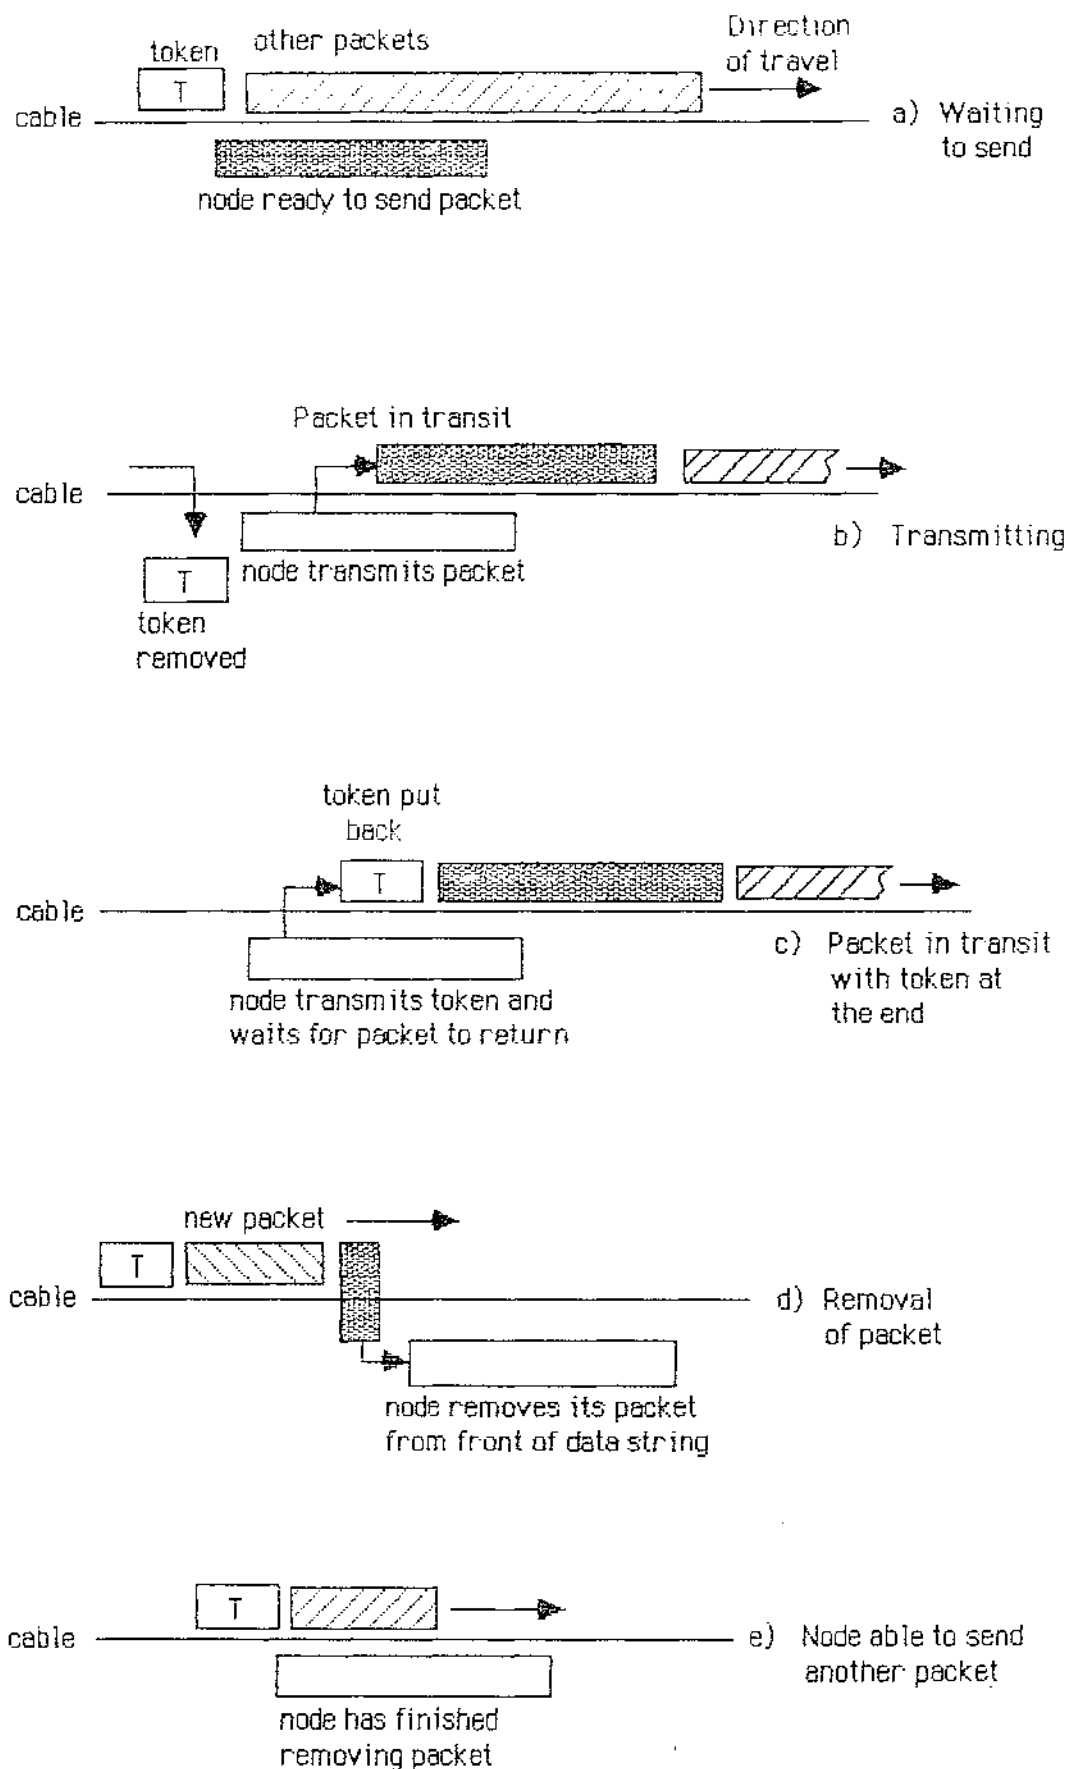 token
other packets
Direction
of travel
T
cable
a) Waiting
to send
node ready to send packet
Packet in transit
cable
b) Transmitting
node transmits packet
T
token
removed
token put
back
T
cable
c) Packet in transit
with token at
the end
node transmits token and
waits for packet to return
new packet
T
cable
d) Removal
of packet
node removes its packet
from front of data string
T
cable
e) Node able to send
another packet
node has finished
removing packet